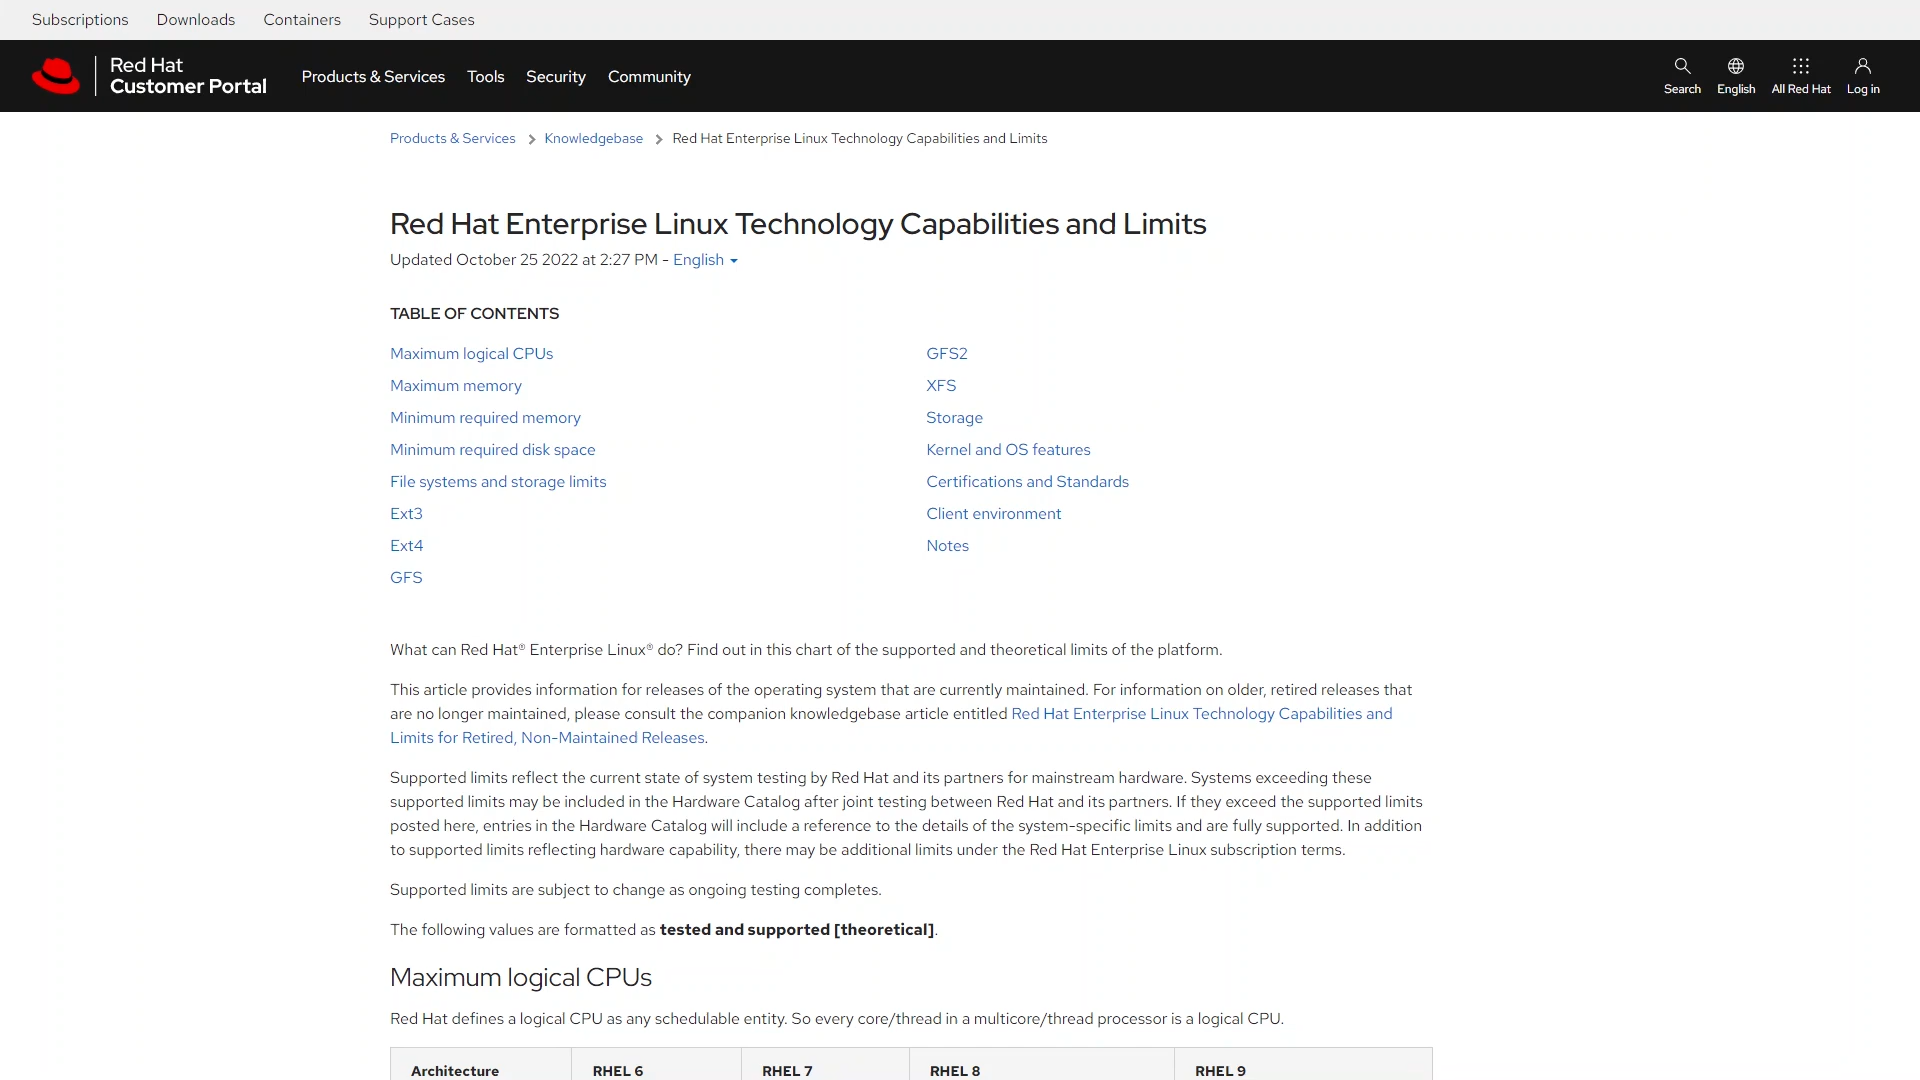 Subscriptions Downloads Containers Support Cases
Red Hat
Customer Portal
Products & Services Tools Security Community
Search English All Red Hat Log in
Products & Services Knowledgebase Red Hat Enterprise Linux Technology Capabilities and Limits
Red Hat Enterprise Linux Technology Capabilities and Limits
Updated October 25 2022 at 2:27 PM - English
TABLE OF CONTENTS
Maximum logical CPUs
Maximum memory
Minimum required memory
Minimum required disk space
File systems and storage limits
Ext3
Ext4
GFS
GFS2
XFS
Storage
Kernel and OS features
Certifications and Standards
Client environment
Notes
What can Red Hat® Enterprise Linux® do? Find out in this chart of the supported and theoretical limits of the platform.
This article provides information for releases of the operating system that are currently maintained. For information on older, retired releases that
are no longer maintained, please consult the companion knowledgebase article entitled Red Hat Enterprise Linux Technology Capabilities and
Limits for Retired, Non-Maintained Releases.
Supported limits reflect the current state of system testing by Red Hat and its partners for mainstream hardware. Systems exceeding these
supported limits may be included in the Hardware Catalog after joint testing between Red Hat and its partners. If they exceed the supported limits
posted here, entries in the Hardware Catalog will include a reference to the details of the system-specific limits and are fully supported. In addition
to supported limits reflecting hardware capability, there may be additional limits under the Red Hat Enterprise Linux subscription terms.
Supported limits are subject to change as ongoing testing completes.
The following values are formatted as tested and supported [theoretical].
Maximum logical CPUs
Red Hat defines a logical CPU as any schedulable entity. So every core/thread in a multicore/thread processor is a logical CPU.
Architecture RHEL 6 RHEL 7 RHEL 8 RHEL 9